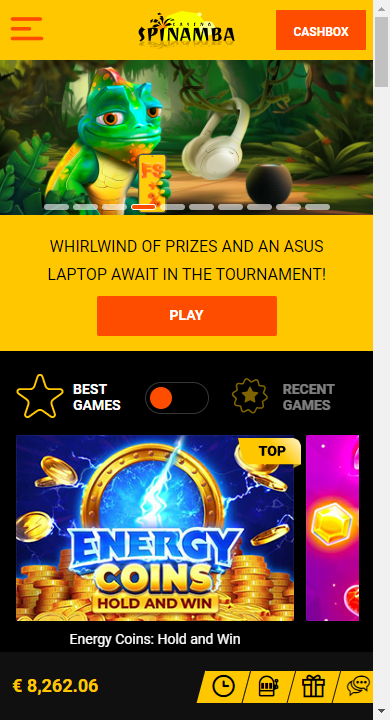 CASINO
SPINAMBA
CASHBOX
FS
WHIRLWIND OF PRIZES AND AN ASUS
LAPTOP AWAIT IN THE TOURNAMENT!
PLAY
BEST
GAMES
RECENT
GAMES
TOP
ENERGY
COINS
HOLD AND WIN
Energy Coins: Hold and Win
€ 8,262.06